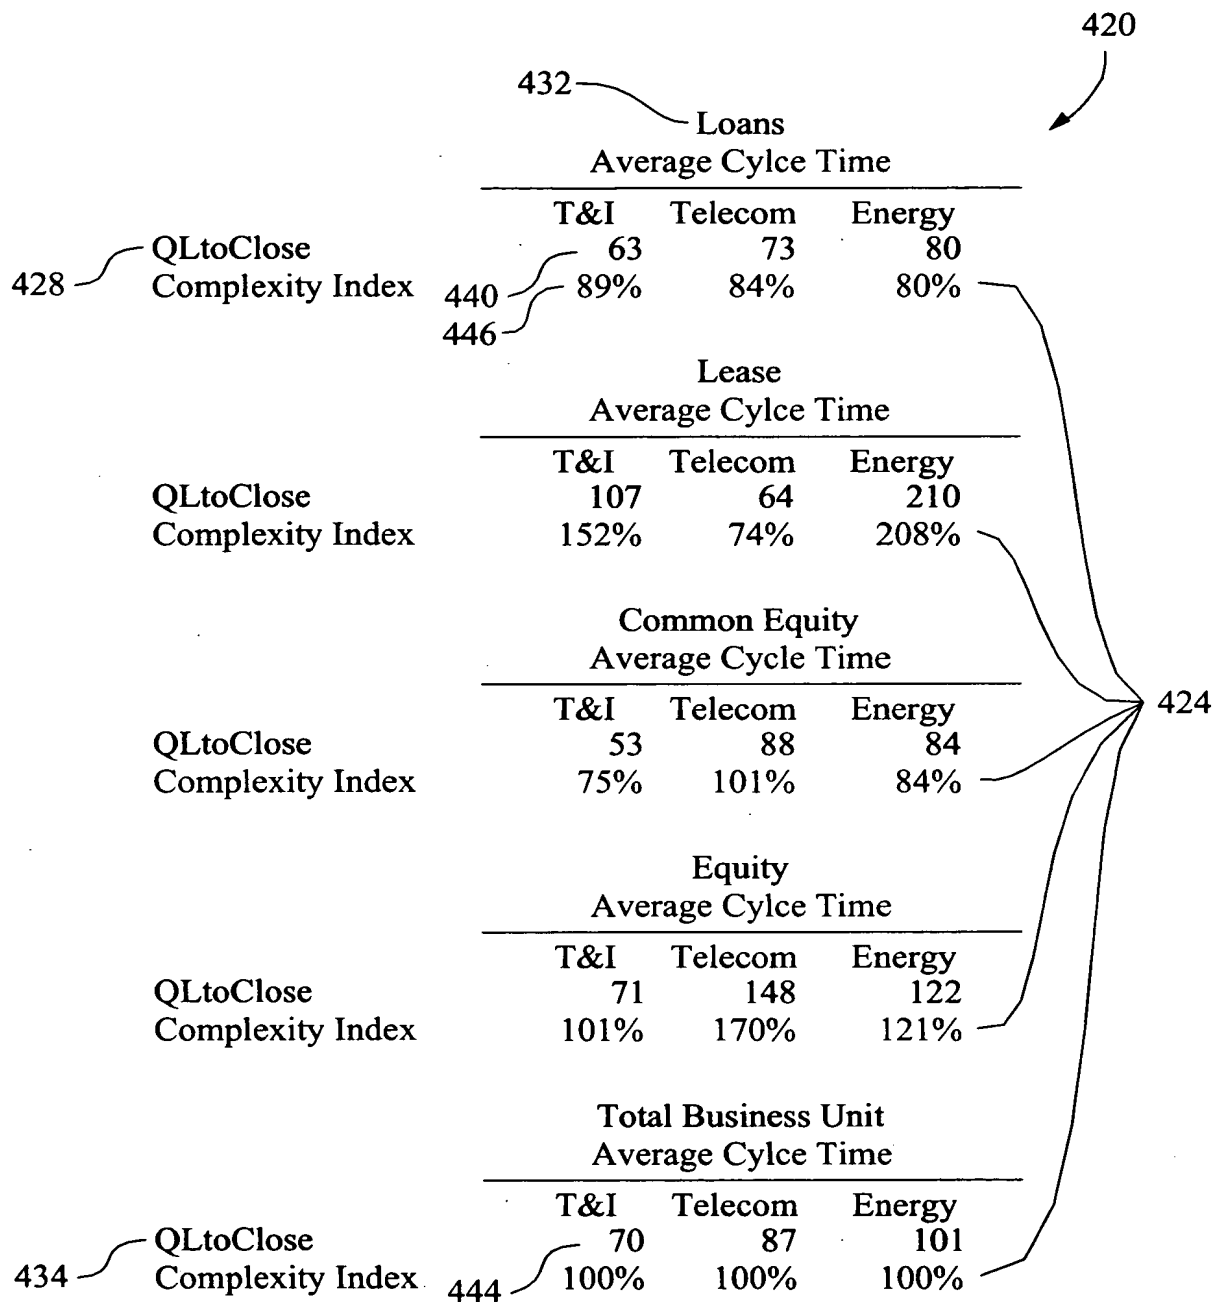 420
432
Loans
Average Cylce Time
T&I Telecom Energy
QLtoClose 63 73 80
428 Complexity Index 440 89% 84% 80%
446
Lease
Average Cylce Time
T&I Telecom Energy
QLtoClose 107 64 210
Complexity Index 152% 74% 208%
Common Equity
Average Cycle Time
T&I Telecom Energy
424
QLtoClose 53 88 84
Complexity Index 75% 101% 84%
Equity
Average Cylce Time
T&I Telecom Energy
QLtoClose 71 148 122
Complexity Index 101% 170% 121%
Total Business Unit
Average Cylce Time
T&I Telecom Energy
QLtoClose 70 87 101
434 Complexity Index 444 100% 100% 100%